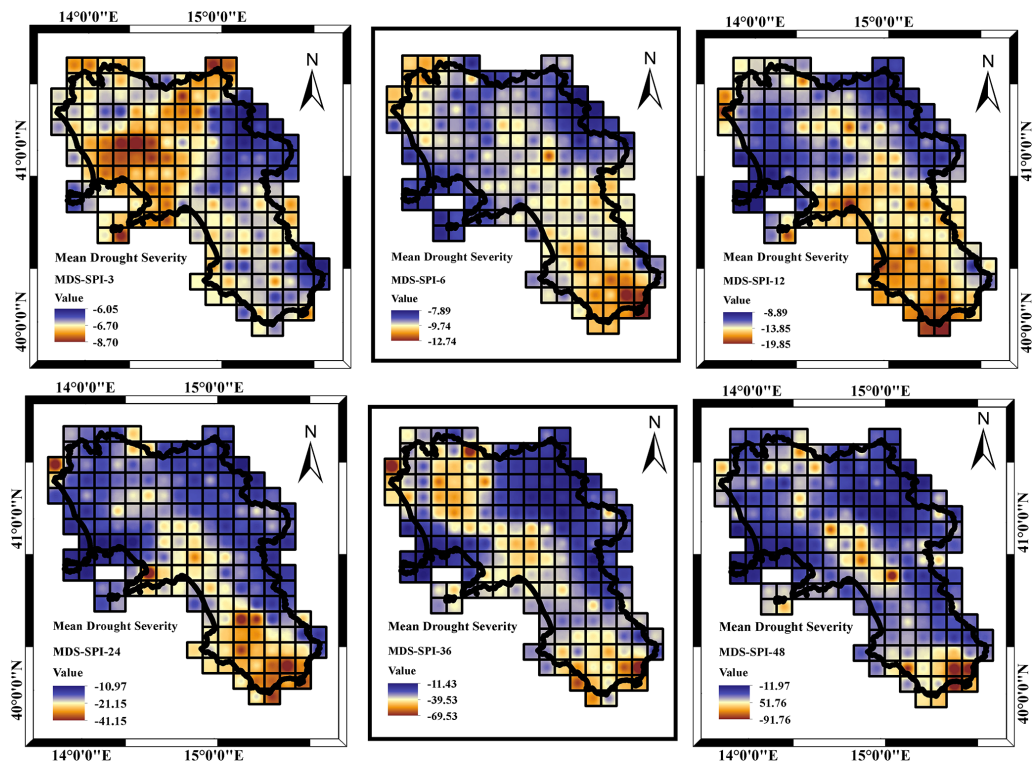 14°0'0"E 15°0'0"E
15°0'0"E
N
N
N
41°0'0"N
41°0'0"N
Mean Drought Severity
MDS-SPI-3
Value
-6.05
-6.70
-8.70
Mean Drought Severity
MDS-SPI-6
Value
-7.89
-9.74
-12.74
Mean Drought Severity
MDS-SPI-12
Value
-8.89
-13.85
-19.85
40°0'0"N
40°0'0"N
14°0'0"E 15°0'0"E
15°0'0"E
N
N
N
41°0'0"N
41°0'0"N
Mean Drought Severity
MDS-SPI-24
Value
-10.97
-21.15
-41.15
Mean Drought Severity
MDS-SPI-36
Value
-11.43
-39.53
-69.53
Mean Drought Severity
MDS-SPI-48
Value
-11.97
51.76
-91.76
40°0'0"N
40°0'0"N
14°0'0"E 15°0'0"E
14°0'0"E 15°0'0"E